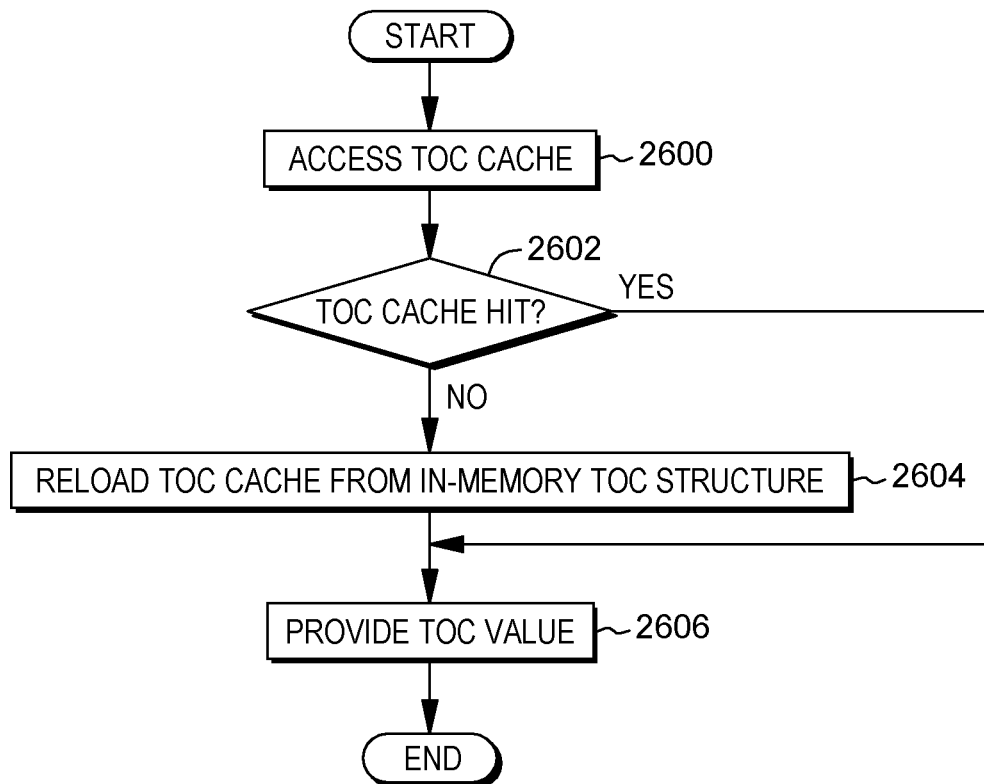 START
ACCESS TOC CACHE
2600
2602
TOC CACHE HIT?
YES
NO
RELOAD TOC CACHE FROM IN-MEMORY TOC STRUCTURE
2604
PROVIDE TOC VALUE
2606
END